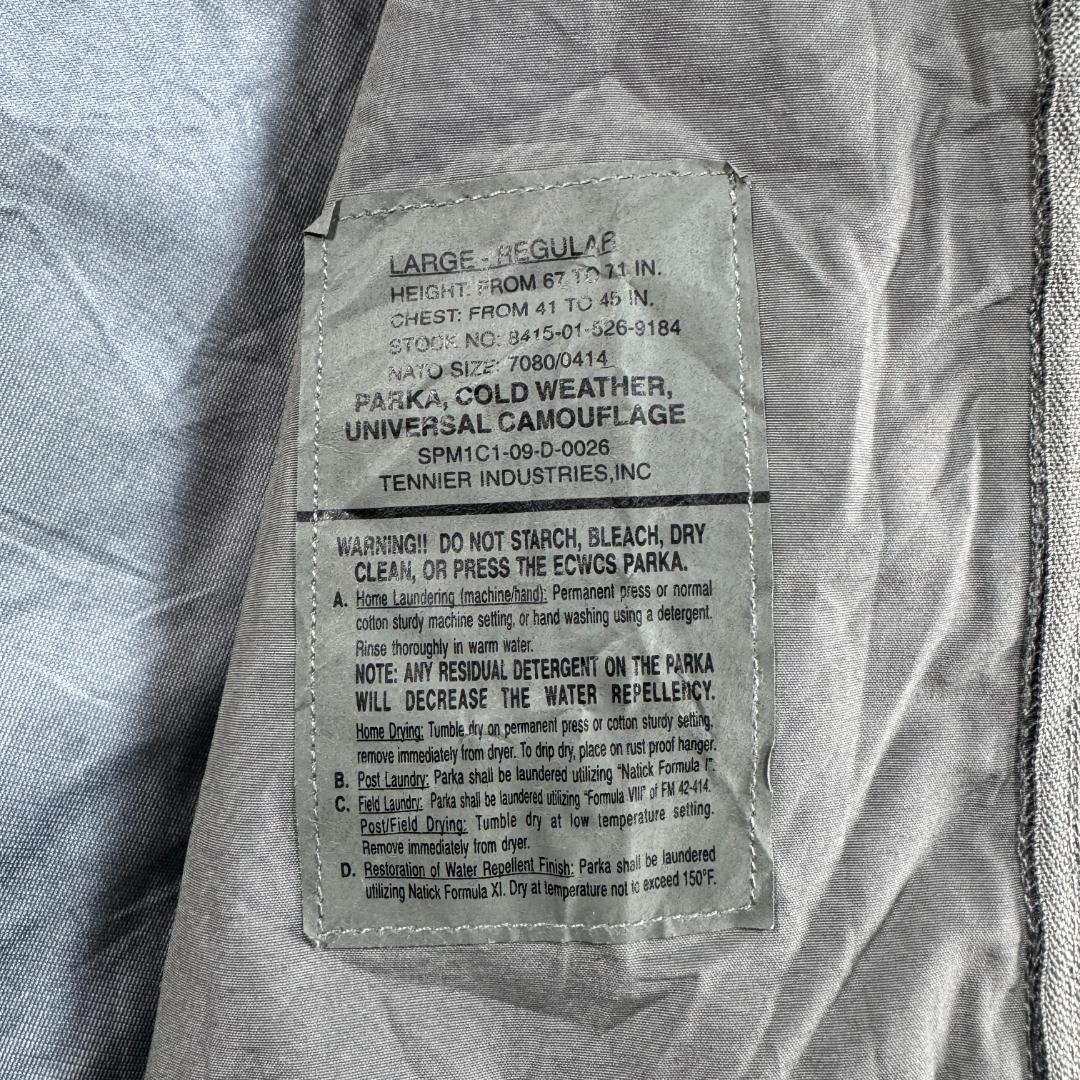 LARGE - REGULAR
HEIGHT: FROM 67 TO 71 IN.
CHEST: FROM 41 TO 45 IN.
STOCK NO: 8415-01-526-9184
NATO SIZE: 7080/0414
PARKA, COLD WEATHER,
UNIVERSAL CAMOUFLAGE
SPM1C1-09-D-0026
TENNIER INDUSTRIES,INC
WARNING!! DO NOT STARCH, BLEACH, DRY
CLEAN, OR PRESS THE ECWCS PARKA.
A. Home Laundering (machine/hand): Permanent press or normal
cotton sturdy machine setting, or hand washing using a detergent.
Rinse thoroughly in warm water.
NOTE: ANY RESIDUAL DETERGENT ON THE PARKA
WILL DECREASE THE WATER REPELLENCY.
Home Drying: Tumble dry on permanent press or cotton sturdy setting,
remove immediately from dryer. To drip dry, place on rust proof hanger.
B. Post Laundry: Parka shall be laundered utilizing "Natick Formula I".
C. Field Laundry: Parka shall be laundered utilizing "Formula VIII" of FM 42-414.
Post/Field Drying: Tumble dry at low temperature setting.
Remove immediately from dryer.
D. Restoration of Water Repellent Finish: Parka shall be laundered
utilizing Natick Formula XI. Dry at temperature not to exceed 150°F.